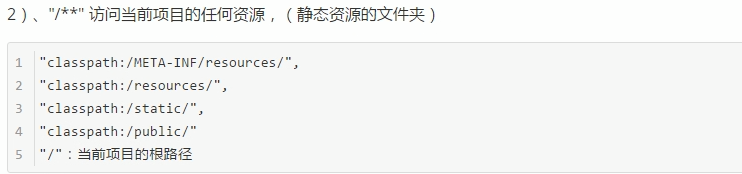 2）、"/**" 访问当前项目的任何资源，（静态资源的文件夹）
1 "classpath:/META-INF/resources/",
2 "classpath:/resources/",
3 "classpath:/static/",
4 "classpath:/public/"
5 "/"：当前项目的根路径